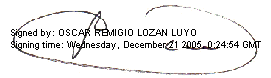 Signed by: OSCAR REMIGIO LOZAN LUYO
Signing time: Wednesday, December 21 2005, 0:24:54 GMT